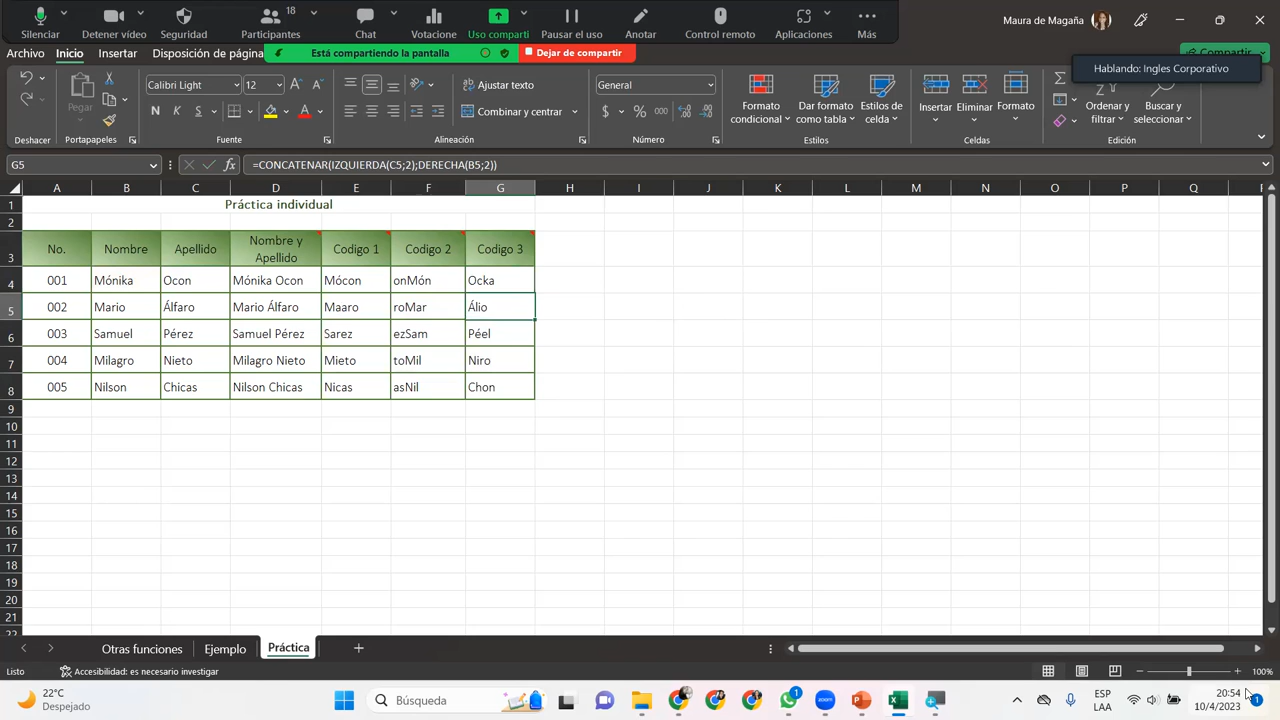 18
Maura de Magaña
Silenciar
Detener vídeo
Seguridad
Participantes
Chat
Votacione
Uso comparti
Pausar el uso
Anotar
Control remoto
Aplicaciones
Más
Archivo
Inicio
Insertar
Disposición de página
Está compartiendo la pantalla
Dejar de compartir
Compartir
Hablando: Ingles Corporativo
Pegar
Calibri Light
12
N
K
S
Ajustar texto
Combinar y centrar
General
Formato condicional
Dar formato como tabla
Estilos de celda
Insertar
Eliminar
Formato
Ordenar y filtrar
Buscar y seleccionar
Deshacer
Portapapeles
Fuente
Alineación
Número
Estilos
Celdas
Edición
G5
fx
=CONCATENAR(IZQUIERDA(C5;2);DERECHA(B5;2))
A B C D E F G H I J K L M N O P Q
1 Práctica individual
2
3 No. Nombre Apellido Nombre y Apellido Codigo 1 Codigo 2 Codigo 3
4 001 Mónika Ocon Mónika Ocon Mócon onMón Ocka
5 002 Mario Álfaro Mario Álfaro Maaro roMar Álio
6 003 Samuel Pérez Samuel Pérez Sarez ezSam Péel
7 004 Milagro Nieto Milagro Nieto Mieto toMil Niro
8 005 Nilson Chicas Nilson Chicas Nicas asNil Chon
9
10
11
12
13
14
15
16
17
18
19
20
21
22
Otras funciones
Ejemplo
Práctica
Listo
Accesibilidad: es necesario investigar
100%
22°C
Despejado
Búsqueda
zoom
1
ESP
LAA
20:54
10/4/2023
1